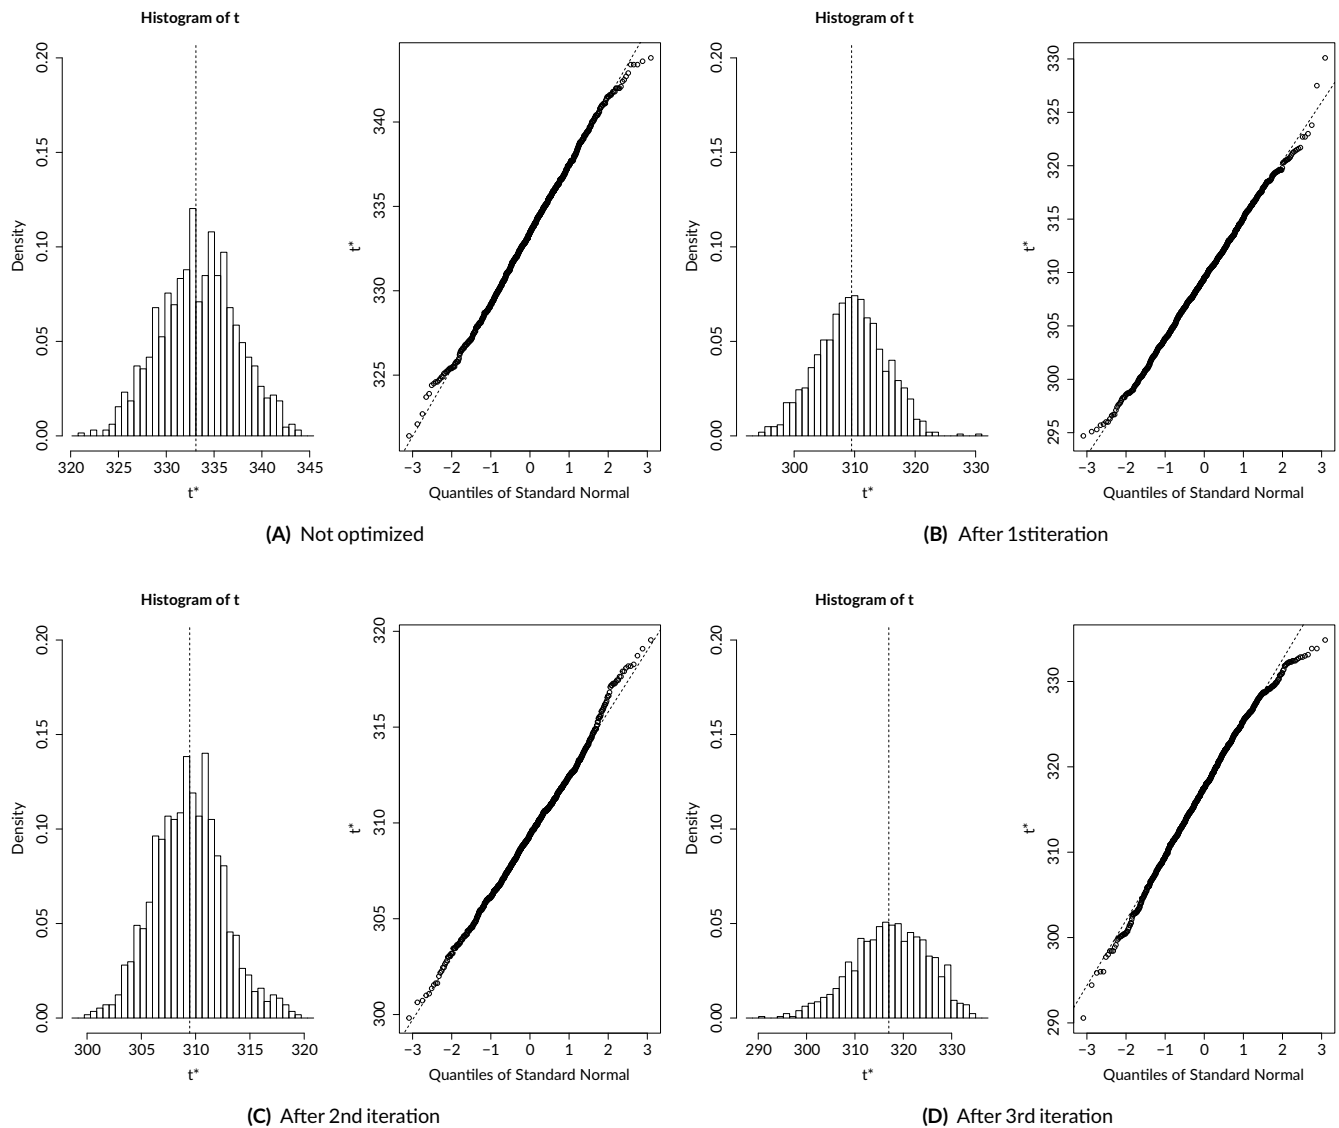 Histogram of t
Density
0.00 0.05 0.10 0.15 0.20
320 325 330 335 340 345
t*
t*
325 330 335 340
−3 −2 −1 0 1 2 3
Quantiles of Standard Normal
(A) Not optimized
Histogram of t
Density
0.00 0.05 0.10 0.15 0.20
300 310 320 330
t*
t*
295 300 305 310 315 320 325 330
−3 −2 −1 0 1 2 3
Quantiles of Standard Normal
(B) After 1stiteration
Histogram of t
Density
0.00 0.05 0.10 0.15 0.20
300 305 310 315 320
t*
t*
300 305 310 315 320
−3 −2 −1 0 1 2 3
Quantiles of Standard Normal
(C) After 2nd iteration
Histogram of t
Density
0.00 0.05 0.10 0.15 0.20
290 300 310 320 330
t*
t*
290 300 310 320 330
−3 −2 −1 0 1 2 3
Quantiles of Standard Normal
(D) After 3rd iteration